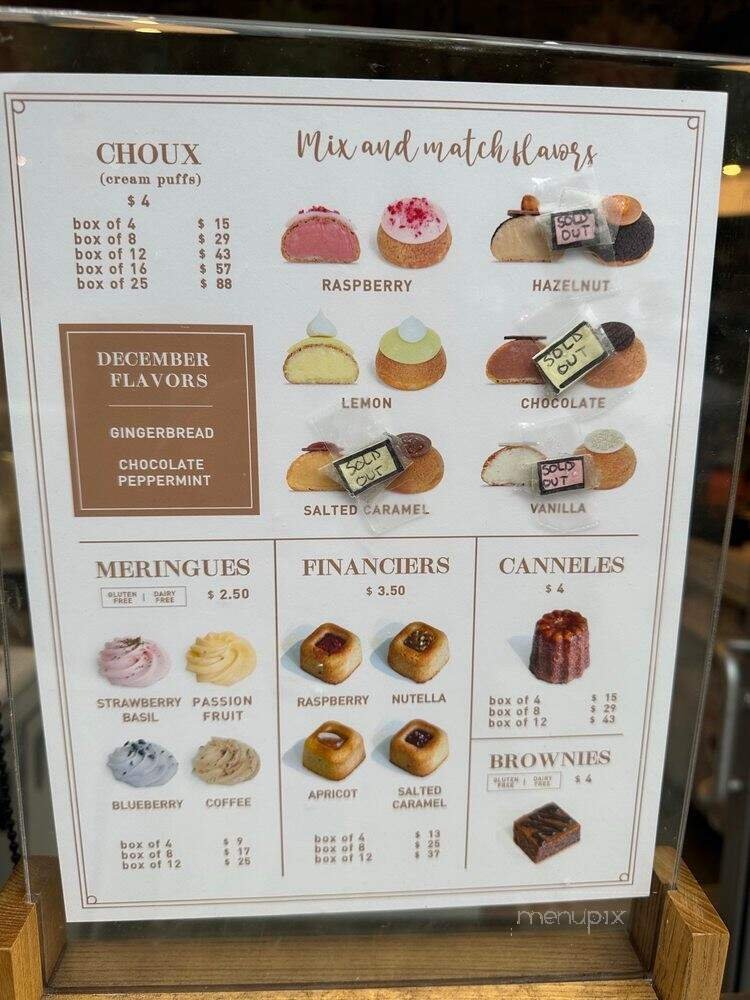 CHOUX
(cream puffs)
$ 4
box of 4 $ 15
box of 8 $ 29
box of 12 $ 43
box of 16 $ 57
box of 25 $ 88
Mix and match flavors
RASPBERRY
SOLD
OUT
HAZELNUT
LEMON
SOLD
OUT
CHOCOLATE
SOLD
OUT
SALTED CARAMEL
SOLD
OUT
VANILLA
DECEMBER
FLAVORS
GINGERBREAD
CHOCOLATE
PEPPERMINT
MERINGUES
GLUTEN FREE | DAIRY FREE
$ 2.50
STRAWBERRY
BASIL
PASSION
FRUIT
BLUEBERRY
COFFEE
box of 4 $ 9
box of 8 $ 17
box of 12 $ 25
FINANCIERS
$ 3.50
RASPBERRY
NUTELLA
APRICOT
SALTED
CARAMEL
box of 4 $ 13
box of 8 $ 25
box of 12 $ 37
CANNELES
$ 4
box of 4 $ 15
box of 8 $ 29
box of 12 $ 43
BROWNIES
GLUTEN FREE | DAIRY FREE
$ 4
menupix